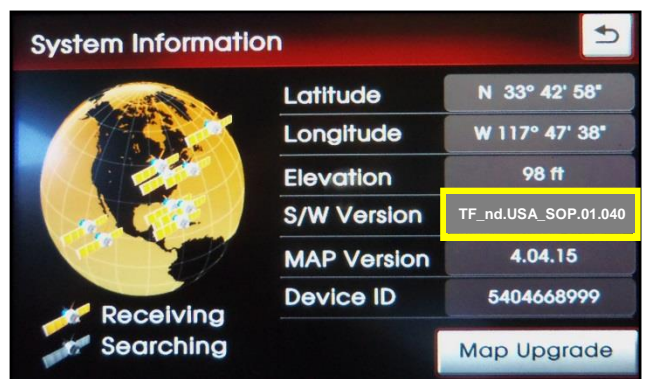 System Information
Latitude N 33° 42' 58"
Longitude W 117° 47' 38"
Elevation 98 ft
S/W Version TF_nd.USA_SOP.01.040
MAP Version 4.04.15
Device ID 5404668999
Receiving
Searching
Map Upgrade